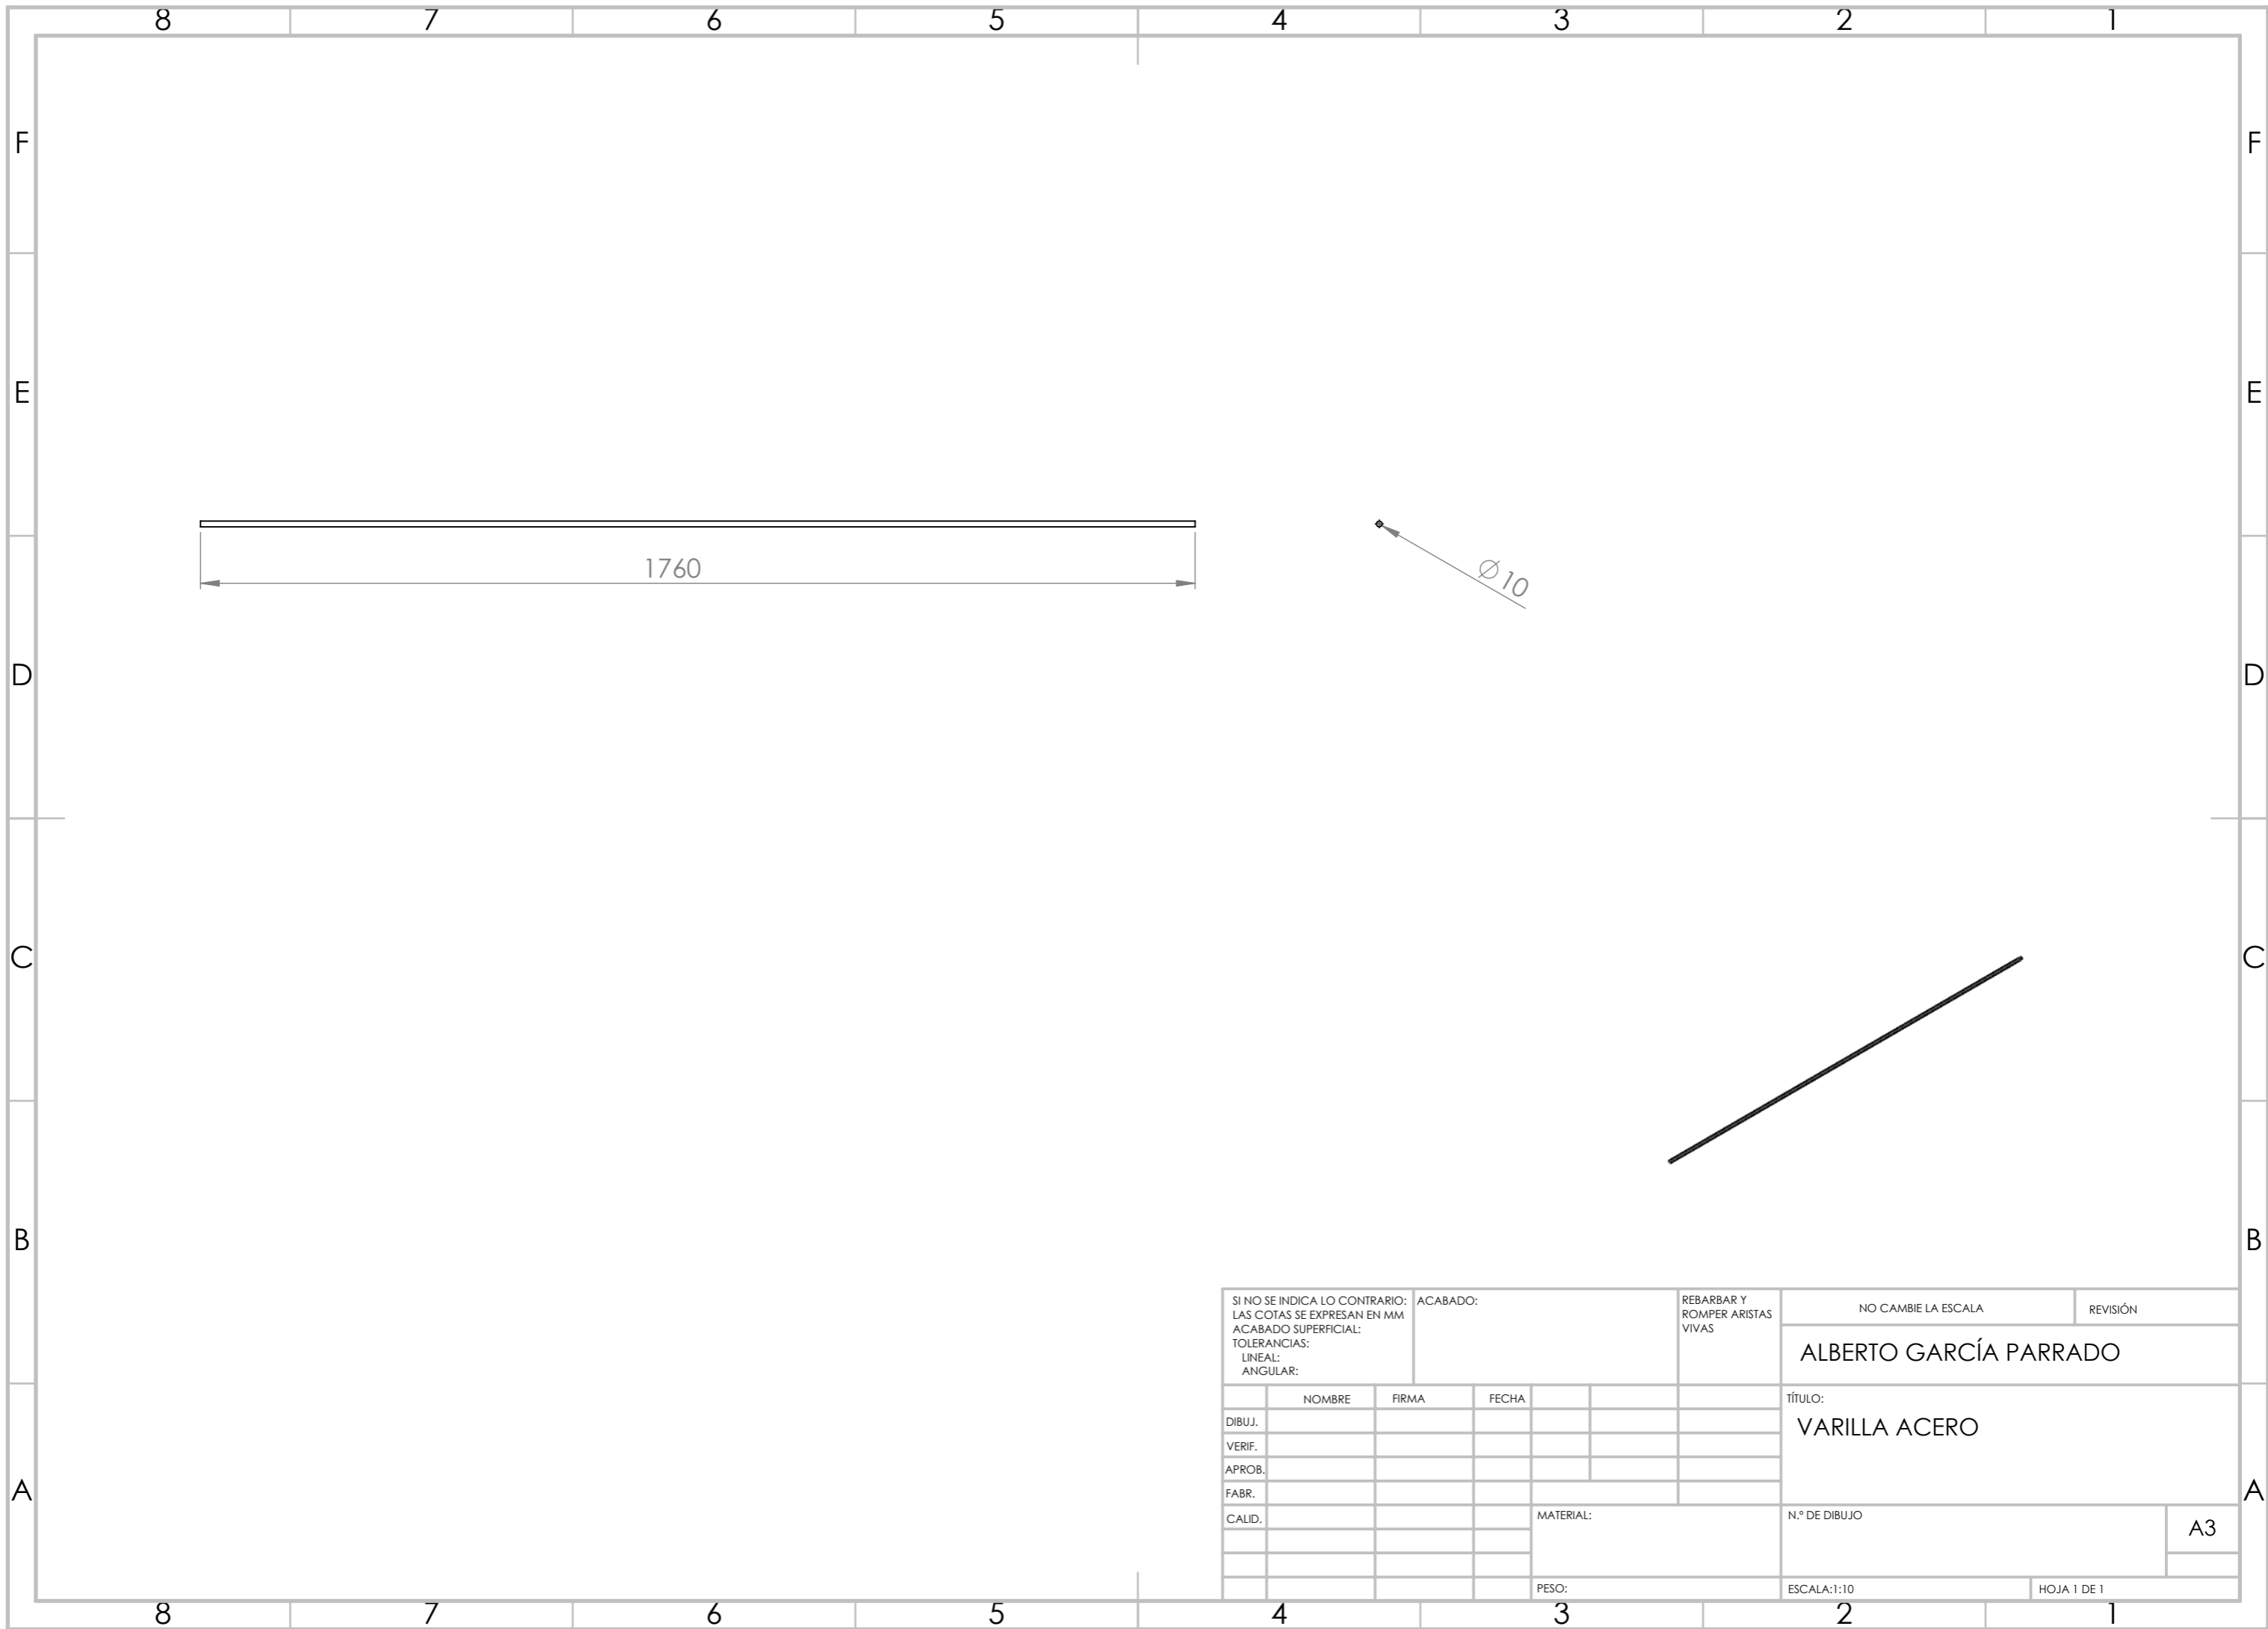 8 7 6 5 4 3 2 1
F F
E E
1760
Ø 10
D D
C C
B B
SI NO SE INDICA LO CONTRARIO:
LAS COTAS SE EXPRESAN EN MM
ACABADO SUPERFICIAL:
TOLERANCIAS:
LINEAL:
ANGULAR:
ACABADO:
REBARBAR Y
ROMPER ARISTAS
VIVAS
NO CAMBIE LA ESCALA
REVISIÓN
ALBERTO GARCÍA PARRADO
NOMBRE FIRMA FECHA
TÍTULO:
VARILLA ACERO
DIBUJ.
VERIF.
APROB.
FABR.
CALID.
A A
MATERIAL:
N.º DE DIBUJO
A3
PESO:
ESCALA:1:10
HOJA 1 DE 1
8 7 6 5 4 3 2 1